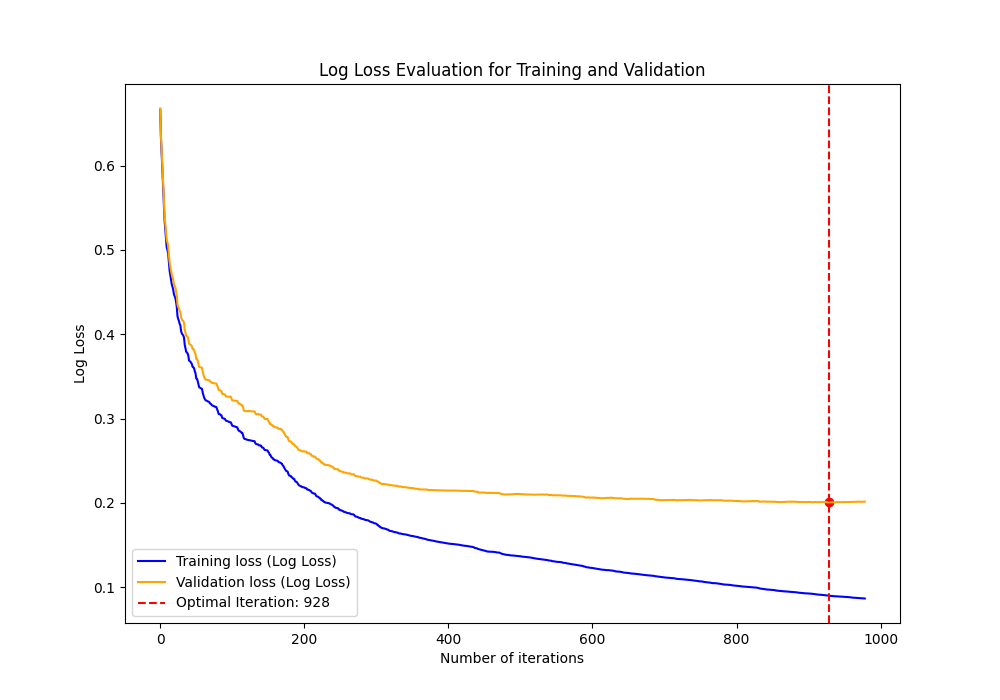 Log Loss Evaluation for Training and Validation
Log Loss
0.6
0.5
0.4
0.3
0.2
0.1
Training loss (Log Loss)
Validation loss (Log Loss)
Optimal Iteration: 928
0 200 400 600 800 1000
Number of iterations